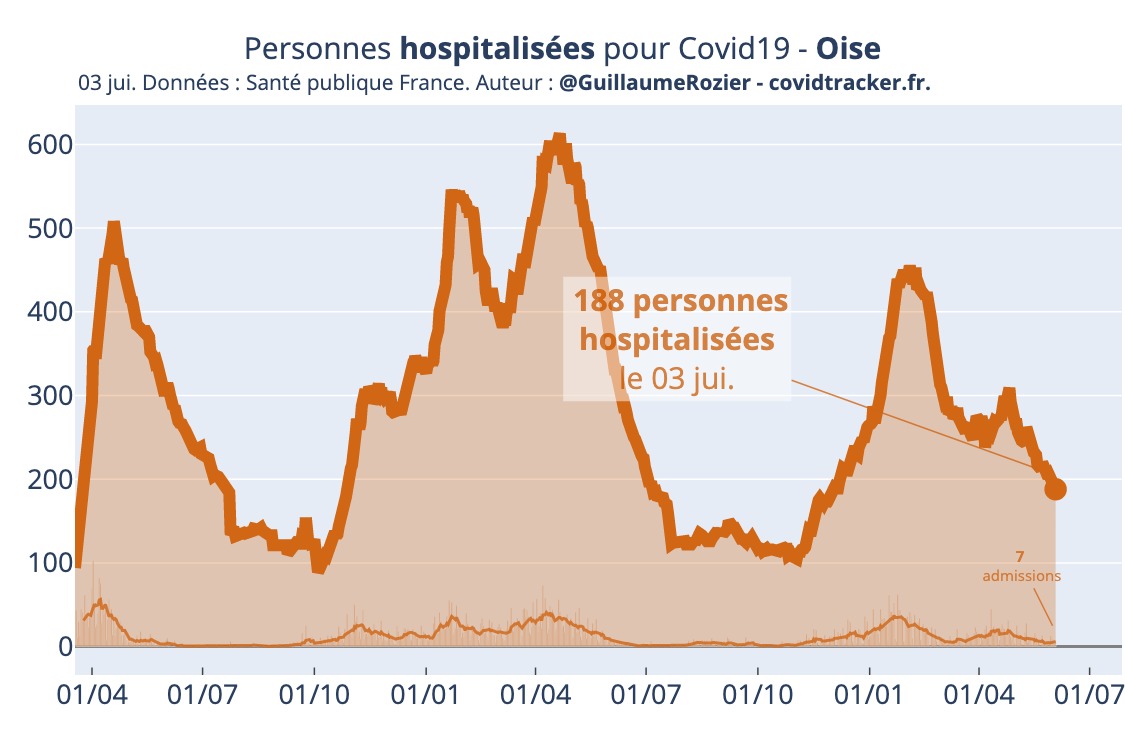 Personnes hospitalisées pour Covid19 - Oise
03 jui. Données : Santé publique France. Auteur : @GuillaumeRozier - covidtracker.fr.
600
500
400
300
200
100
0
188 personnes
hospitalisées
le 03 jui.
7
admissions
01/04 01/07 01/10 01/01 01/04 01/07 01/10 01/01 01/04 01/07